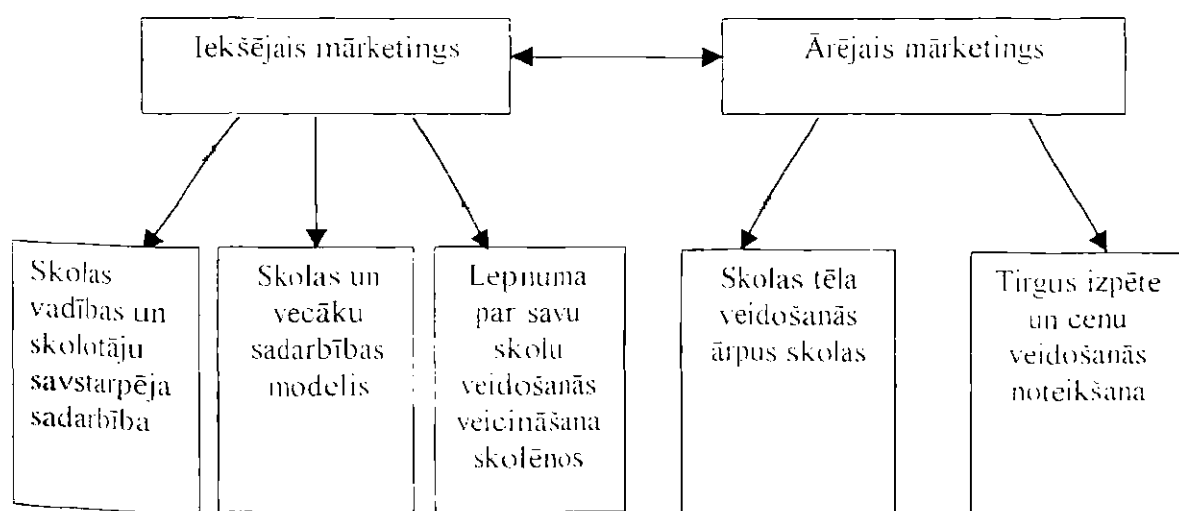 Iekšējais mārketings
Ārējais mārketings
Skolas
vadības un
skolotāju
savstarpēja
sadarbība
Skolas un
vecāku
sadarbības
modelis
Lepnuma
par savu
skolu
veidošanās
veicināšana
skolēnos
Skolas tēla
veidošanās
ārpus skolas
Tirgus izpēte
un cenu
veidošanās
noteikšana